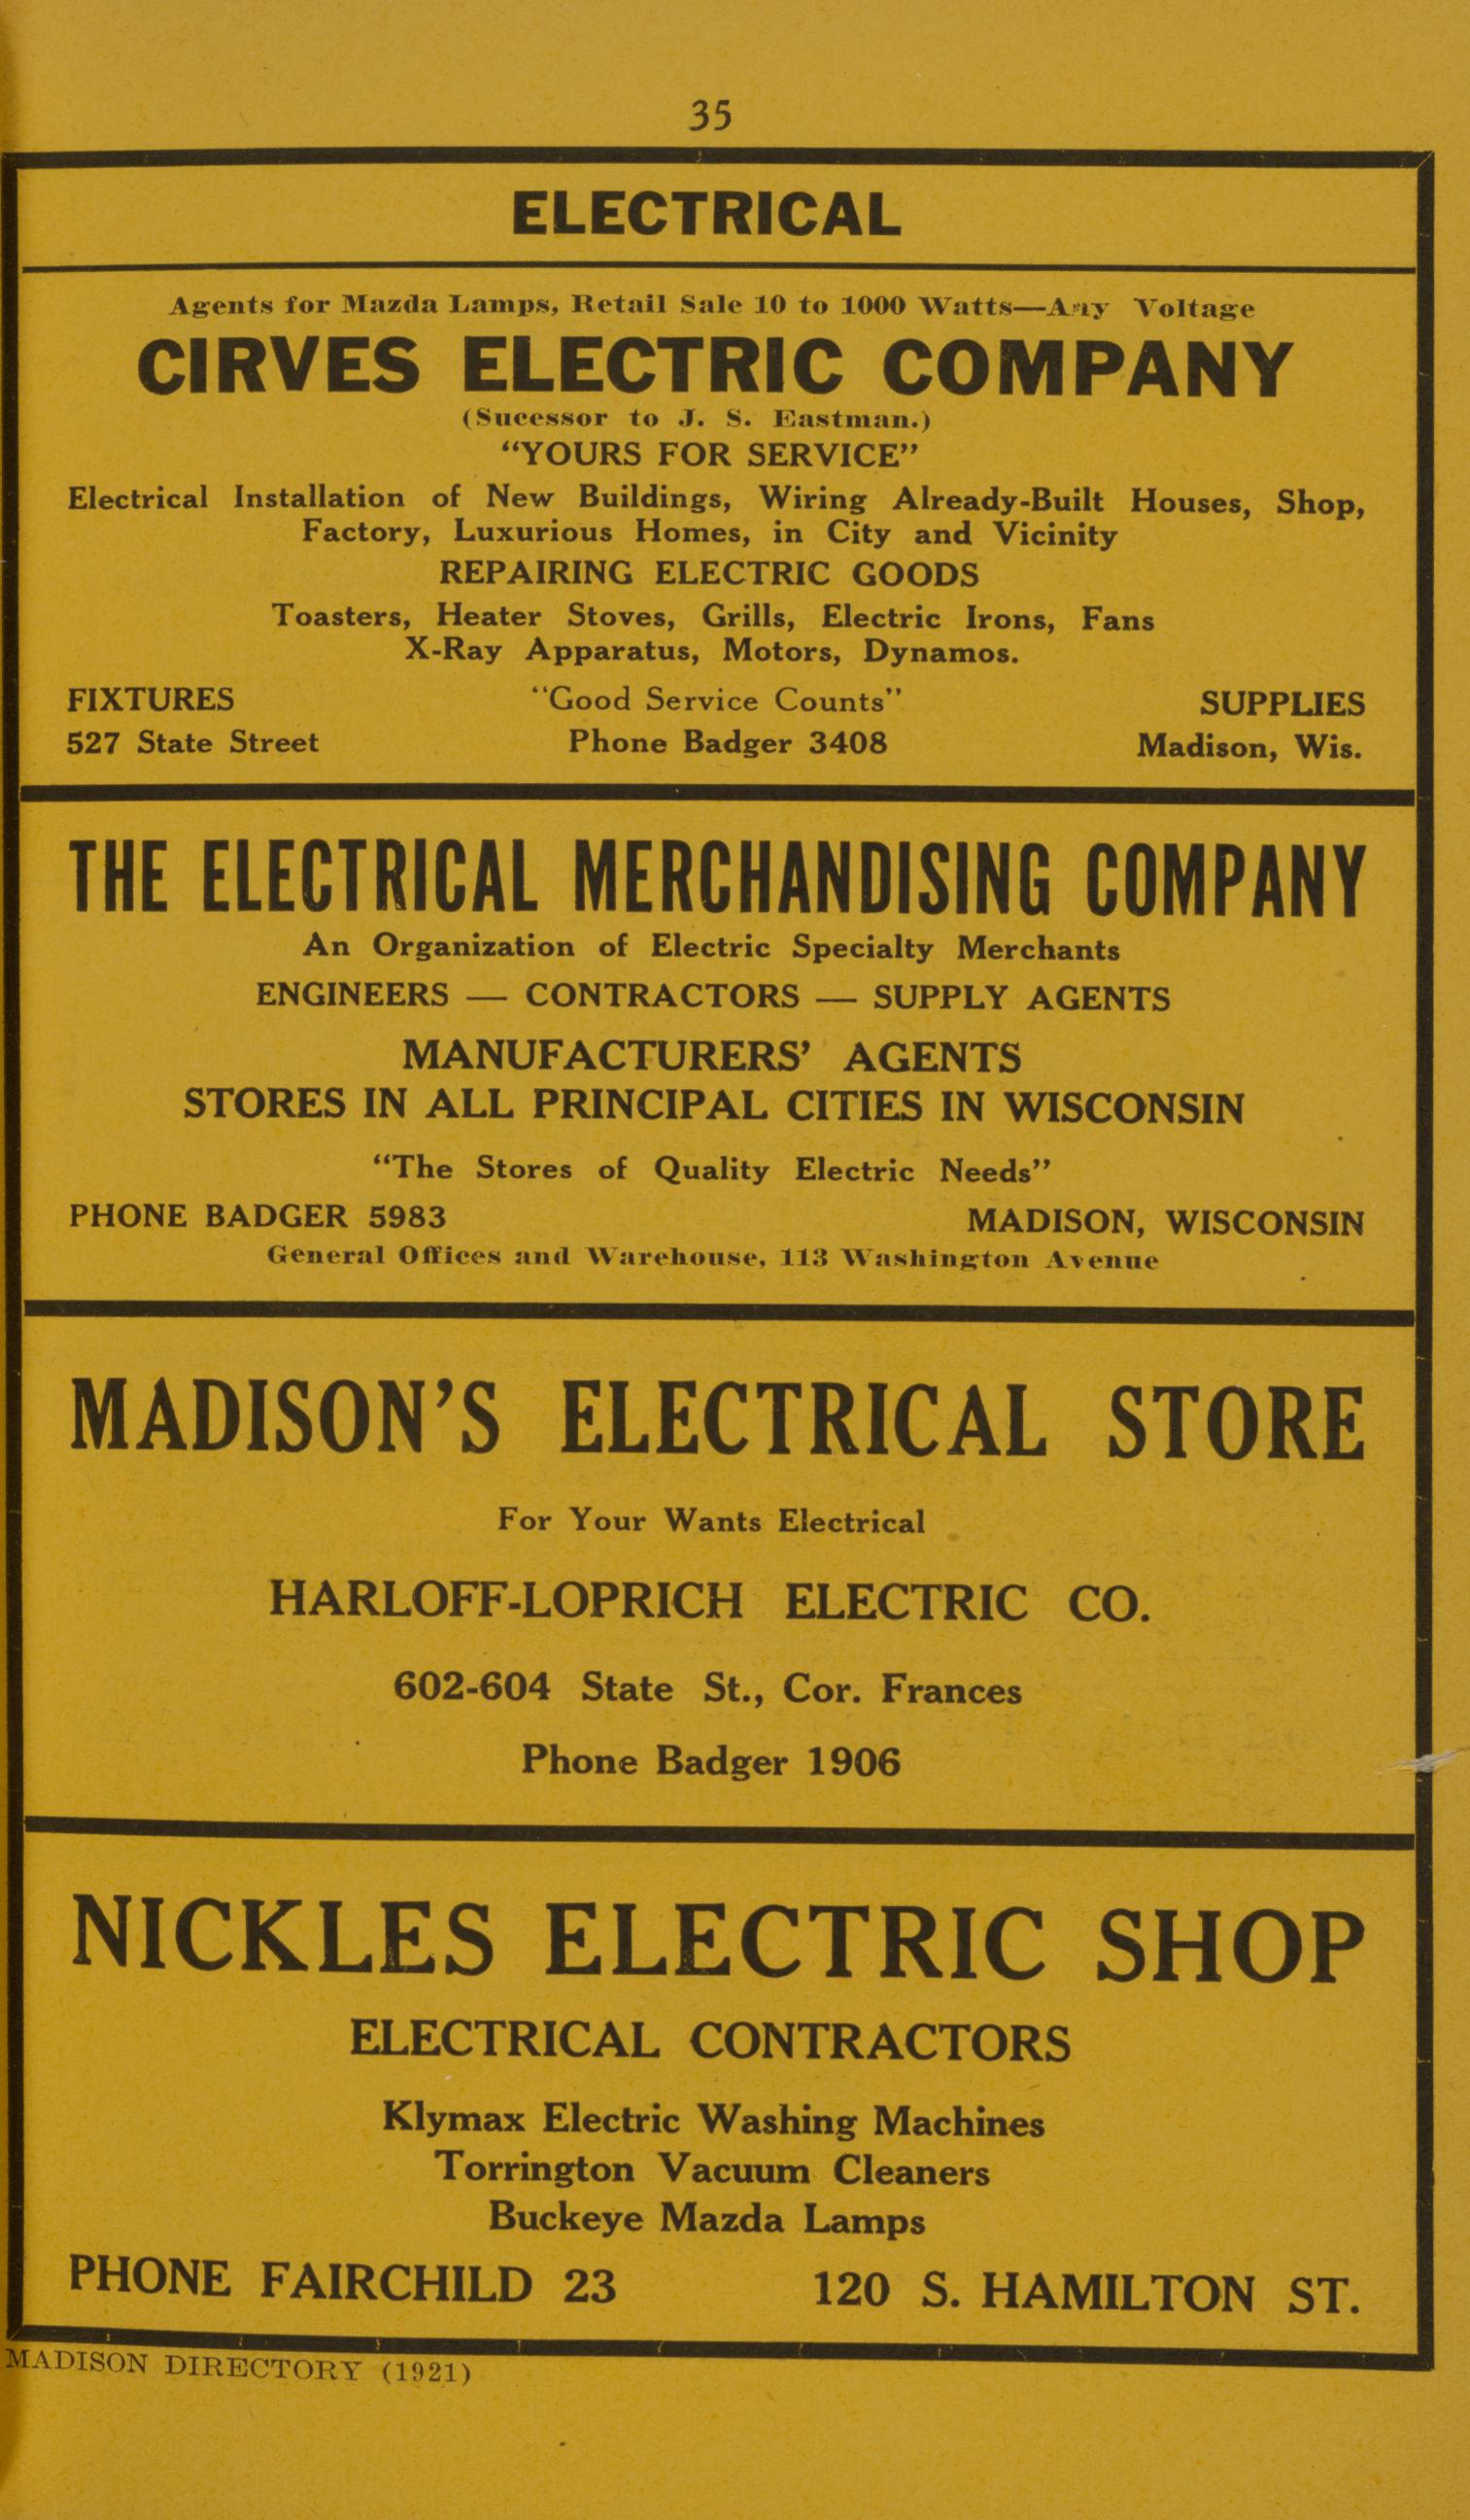 35
ELECTRICAL
Agents for Mazda Lamps, Retail Sale 10 to 1000 Watts—Any Voltage
CIRVES ELECTRIC COMPANY
(Sucessor to J. S. Eastman.)
“YOURS FOR SERVICE”
Electrical Installation of New Buildings, Wiring Already-Built Houses, Shop,
Factory, Luxurious Homes, in City and Vicinity
REPAIRING ELECTRIC GOODS
Toasters, Heater Stoves, Grills, Electric Irons, Fans
X-Ray Apparatus, Motors, Dynamos.
FIXTURES “Good Service Counts” SUPPLIES
527 State Street Phone Badger 3408 Madison, Wis.
THE ELECTRICAL MERCHANDISING COMPANY
An Organization of Electric Specialty Merchants
ENGINEERS — CONTRACTORS — SUPPLY AGENTS
MANUFACTURERS’ AGENTS
STORES IN ALL PRINCIPAL CITIES IN WISCONSIN
“The Stores of Quality Electric Needs”
PHONE BADGER 5983 MADISON, WISCONSIN
General Offices and Warehouse, 113 Washington Avenue
MADISON’S ELECTRICAL STORE
For Your Wants Electrical
HARLOFF-LOPRICH ELECTRIC CO.
602-604 State St., Cor. Frances
Phone Badger 1906
NICKLES ELECTRIC SHOP
ELECTRICAL CONTRACTORS
Klymax Electric Washing Machines
Torrington Vacuum Cleaners
Buckeye Mazda Lamps
PHONE FAIRCHILD 23 120 S. HAMILTON ST.
MADISON DIRECTORY (1921)